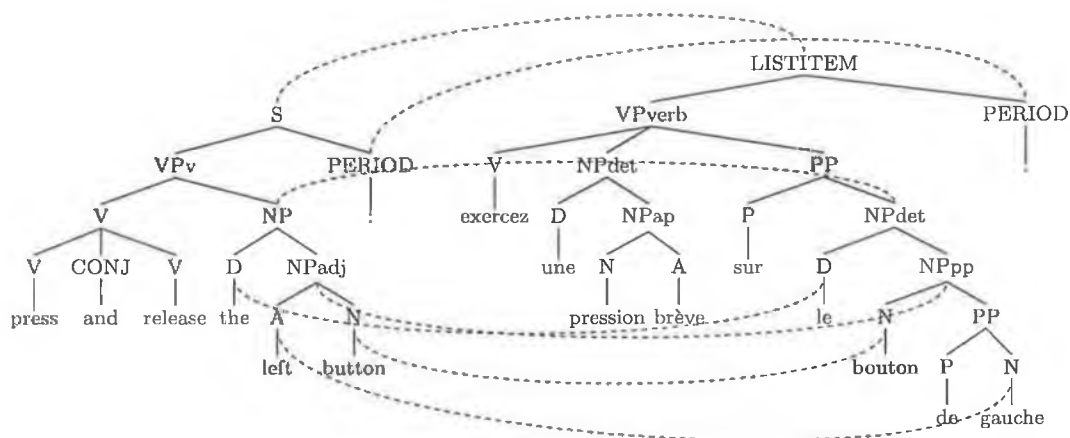 LISTITEM
S VPverb PERIOD
VPv PERIOD V NPdet PP .
V NP . exercez D NPap P NPdet
V CONJ V D NPadj une N A sur D NPpp
press and release the A N pression brève le N PP
left button bouton P N
de gauche